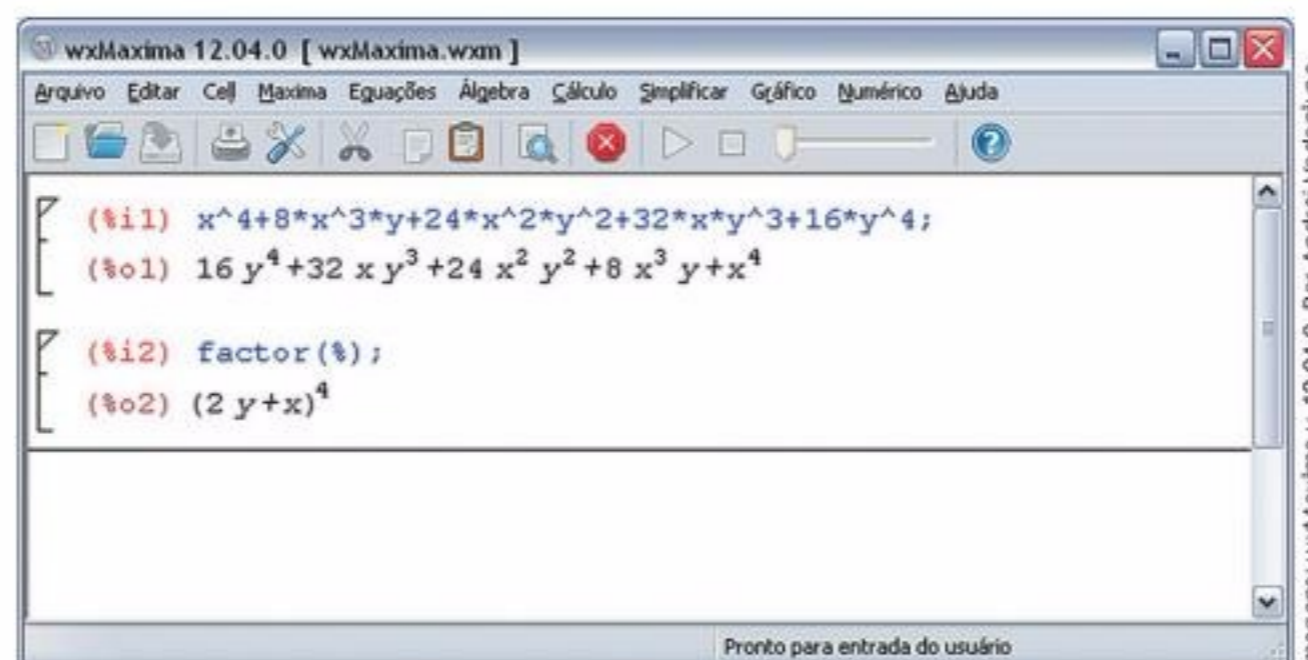 wxMaxima 12.04.0 [ wxMaxima.wxm ]
Arquivo Editar Cell Maxima Equações Álgebra Cálculo Simplificar Gráfico Numérico Ajuda
(%i1) x^4+8*x^3*y+24*x^2*y^2+32*x*y^3+16*y^4;
(%o1) 16 y⁴+32 x y³+24 x² y²+8 x³ y+x⁴
(%i2) factor(%);
(%o2) (2 y+x)⁴
Pronto para entrada do usuário